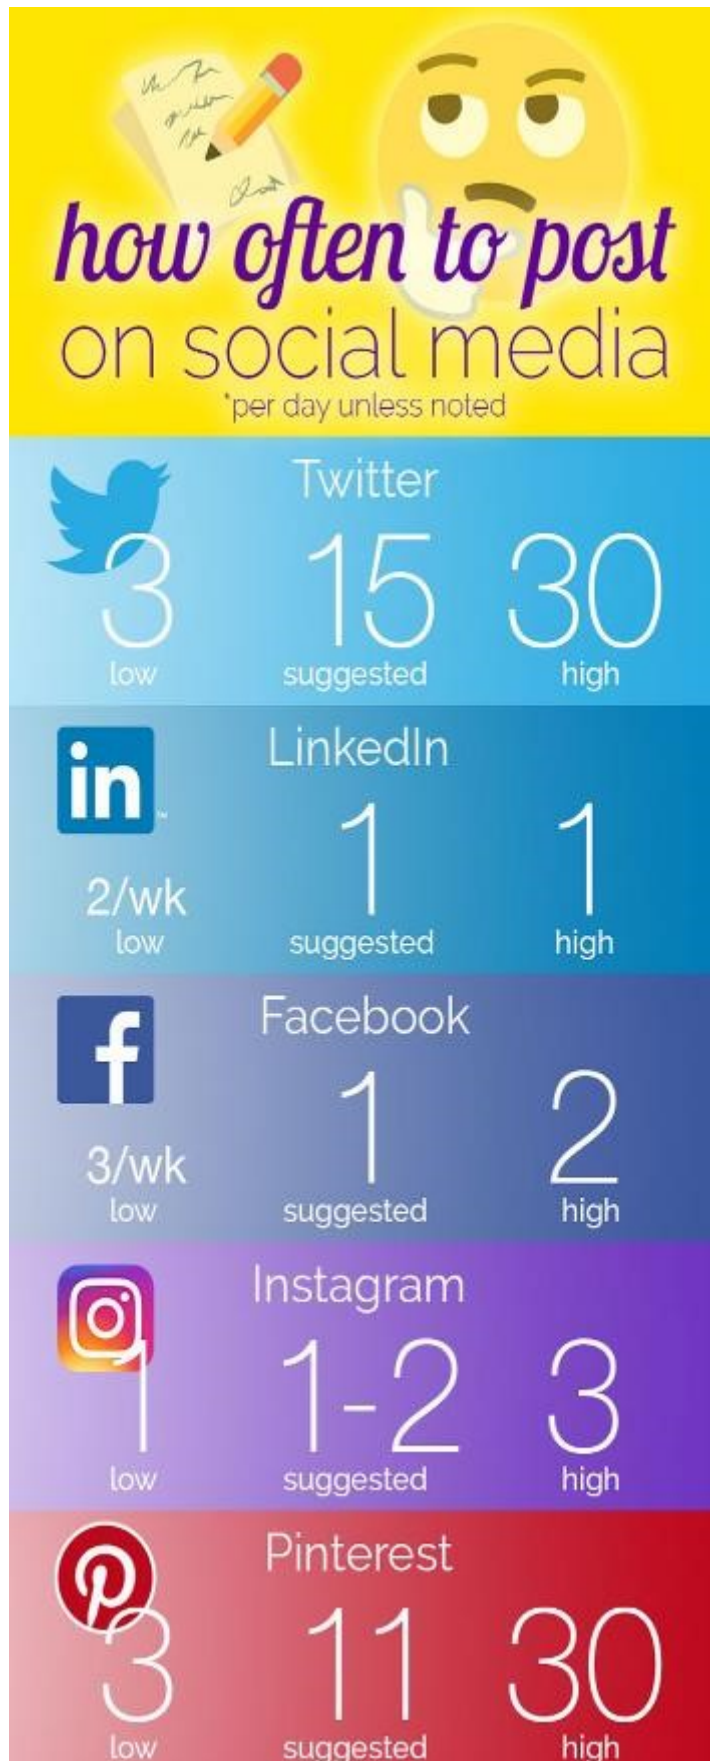 how often to post
on social media
*per day unless noted
Twitter
3 15 30
low suggested high
in™
LinkedIn
2/wk 1 1
low suggested high
f
Facebook
3/wk 1 2
low suggested high
Instagram
1 1-2 3
low suggested high
Pinterest
3 11 30
low suggested high